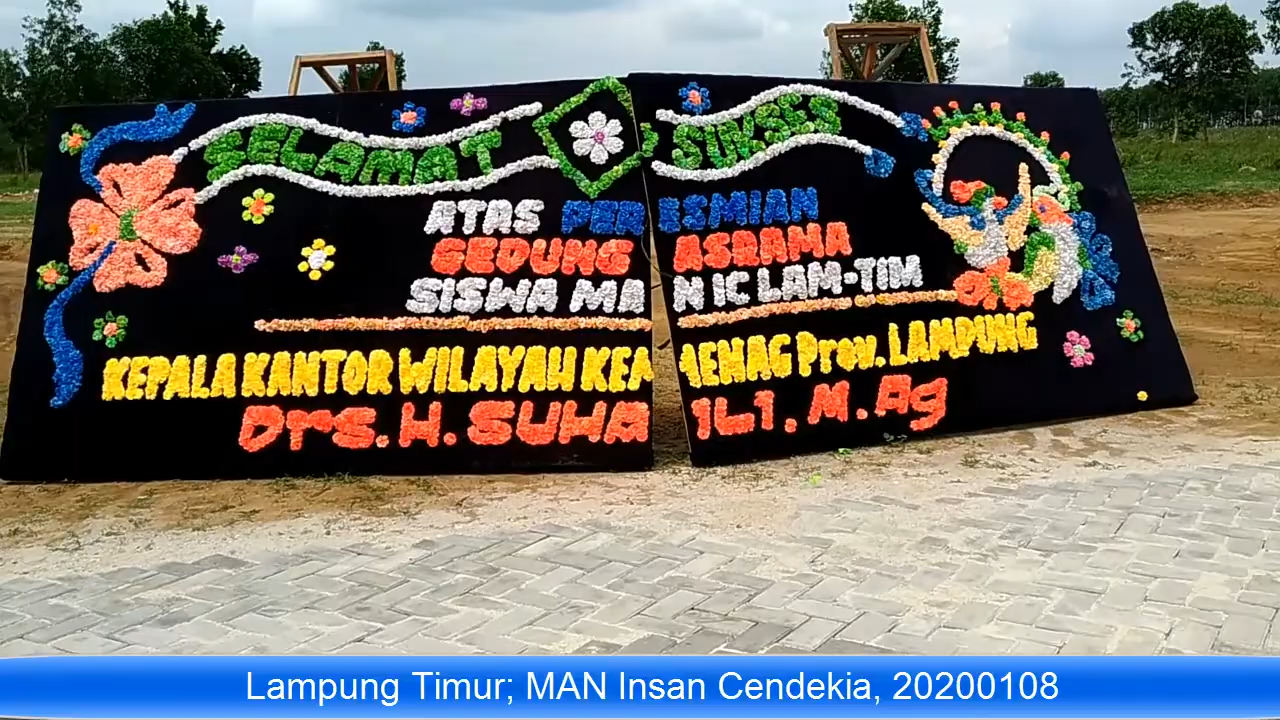 SELAMAT SUKSES
ATAS PERESMIAN
GEDUNG ASRAMA
SISWA MAN IC LAM-TIM
KEPALA KANTOR WILAYAH KEMENAG Prov. LAMPUNG
Drs. H. SUHAILI. M. Ag
Lampung Timur; MAN Insan Cendekia, 20200108